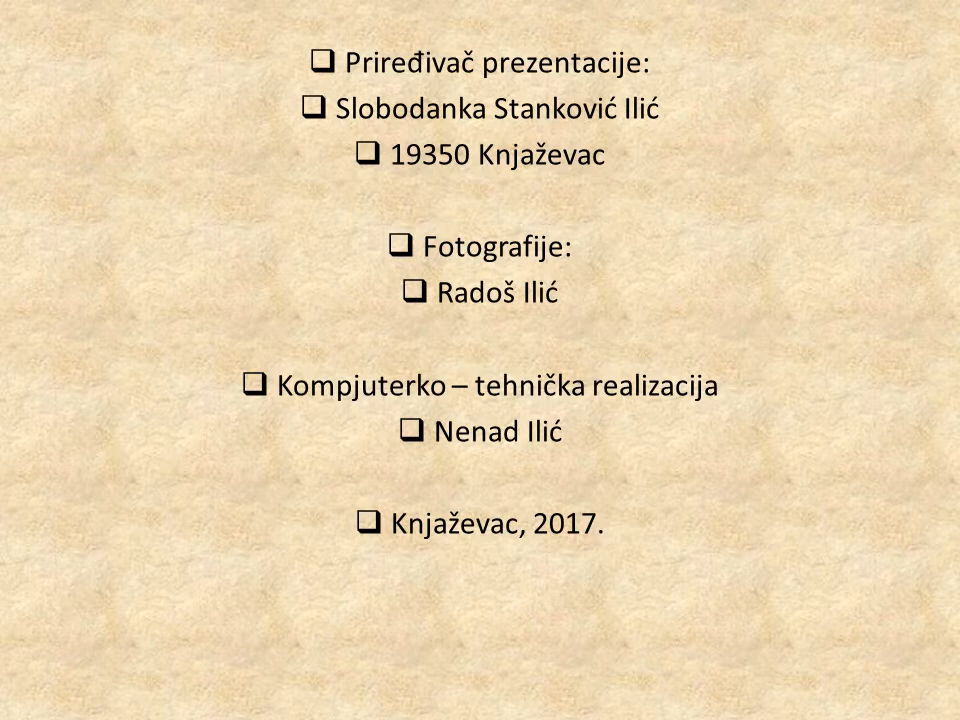 ❑ Priređivač prezentacije:
❑ Slobodanka Stanković Ilić
❑ 19350 Knjaževac
❑ Fotografije:
❑ Radoš Ilić
❑ Kompjuterko – tehnička realizacija
❑ Nenad Ilić
❑ Knjaževac, 2017.